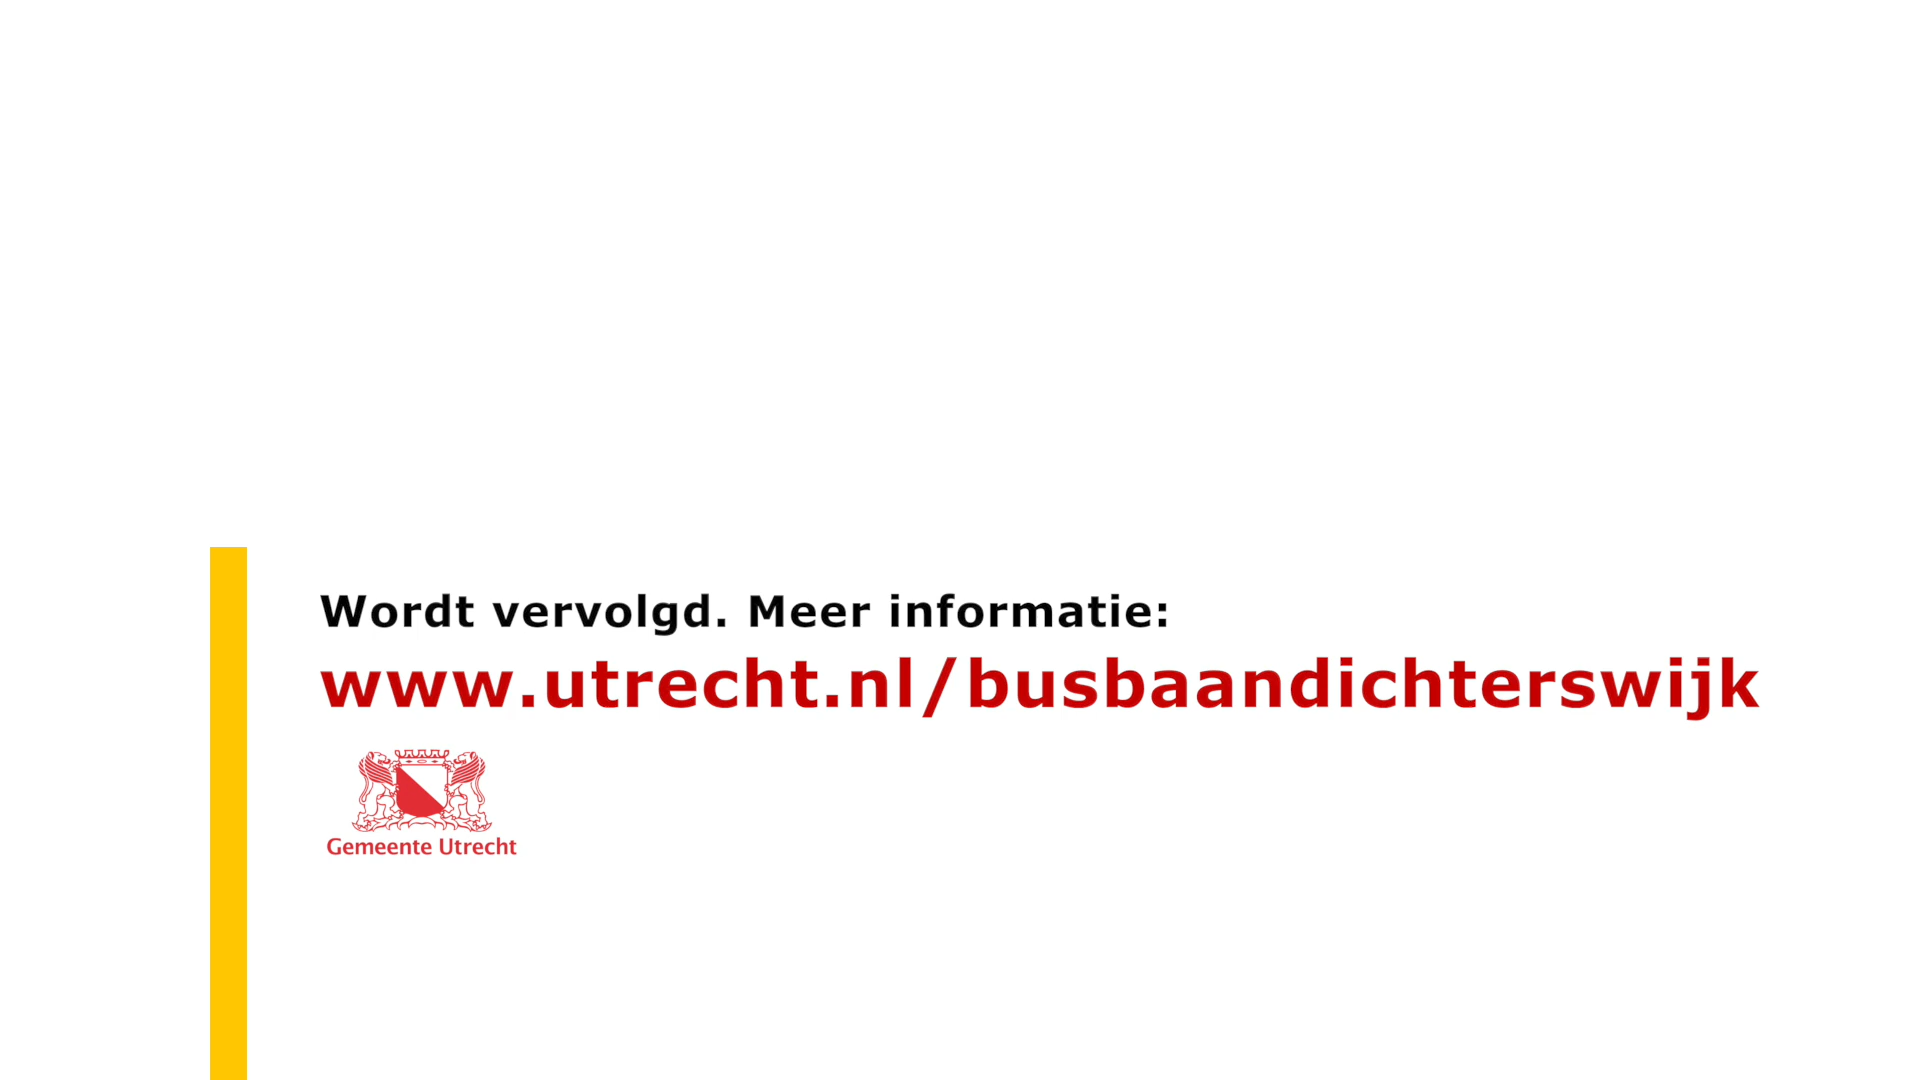 Wordt vervolgd. Meer informatie:
www.utrecht.nl/busbaandichterswijk
Gemeente Utrecht